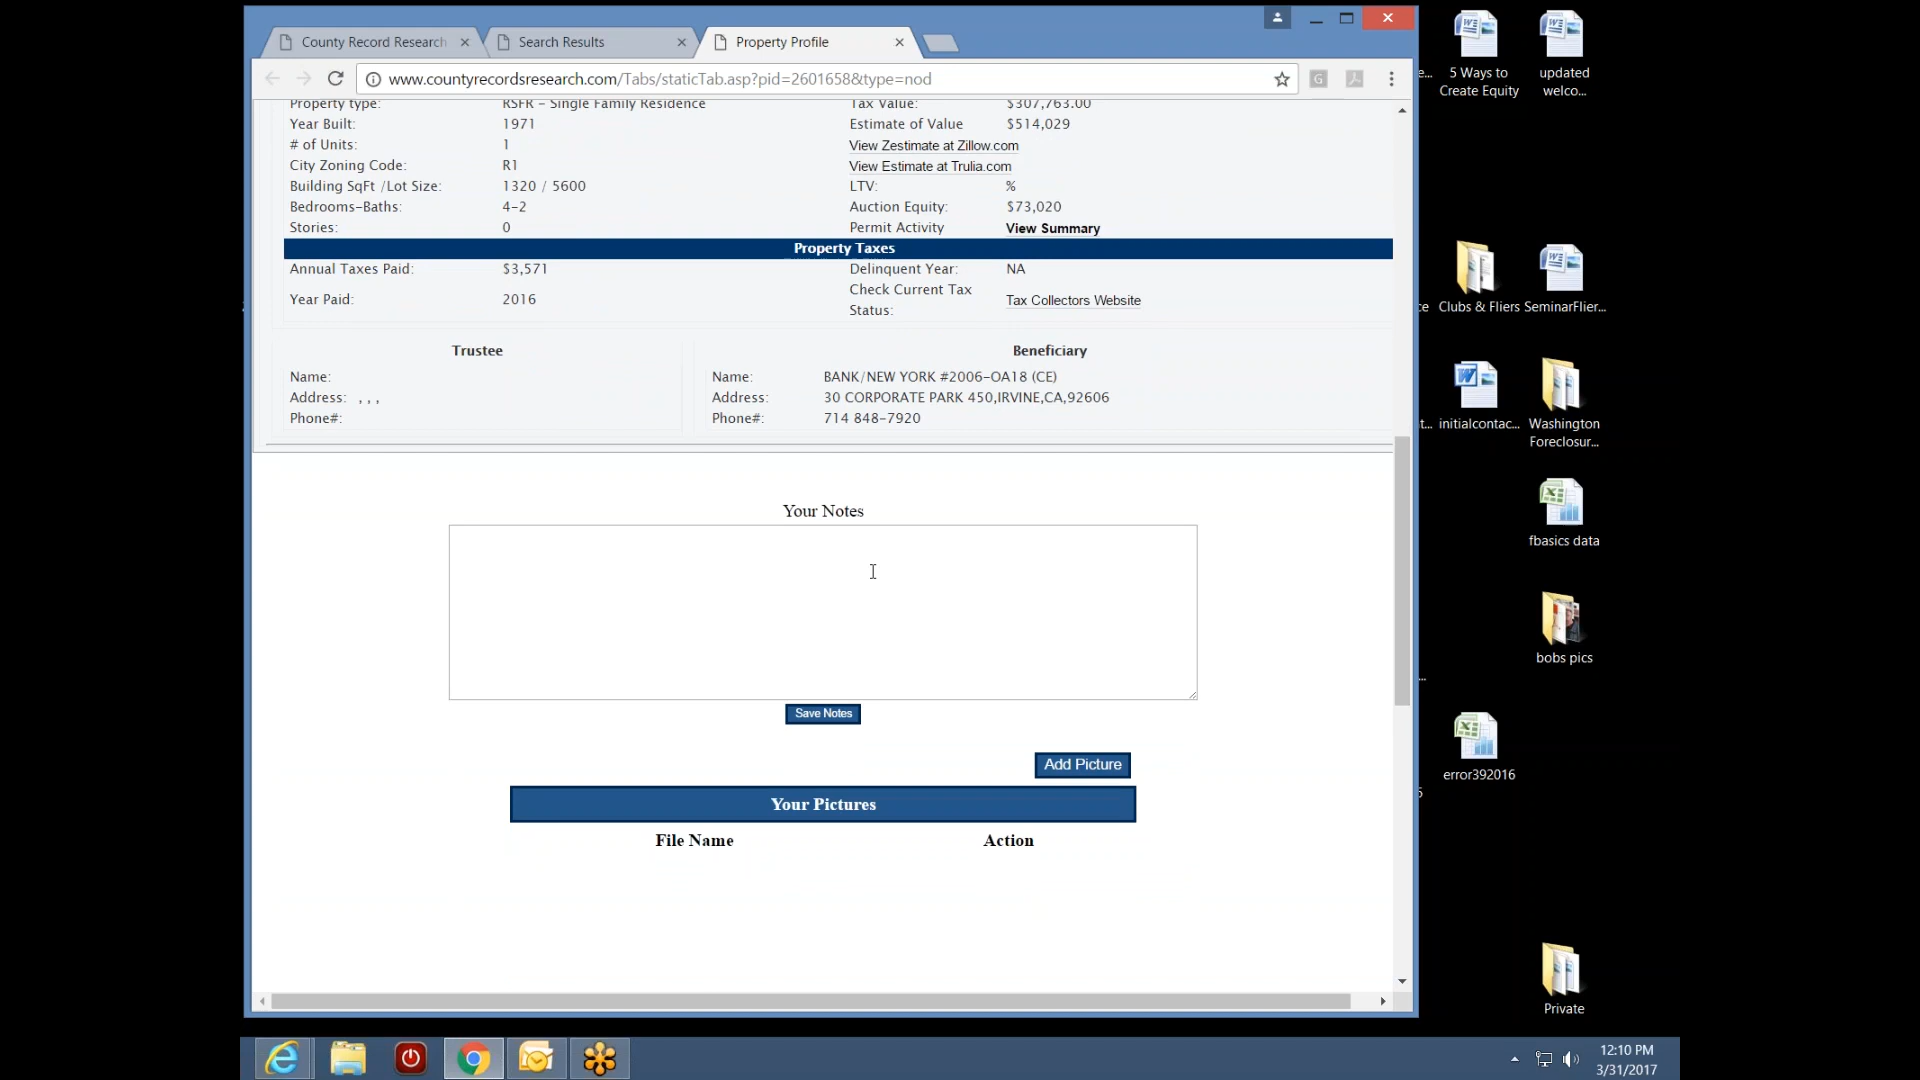 County Record Research
Search Results
Property Profile
www.countyrecordsresearch.com/Tabs/staticTab.asp?pid=2601658&type=nod
Property type: RSFR - Single Family Residence Tax Value: $307,763.00
Year Built: 1971 Estimate of Value $514,029
# of Units: 1 View Zestimate at Zillow.com
City Zoning Code: R1 View Estimate at Trulia.com
Building SqFt /Lot Size: 1320 / 5600 LTV: %
Bedrooms-Baths: 4-2 Auction Equity: $73,020
Stories: 0 Permit Activity View Summary
Property Taxes
Annual Taxes Paid: $3,571 Delinquent Year: NA
Year Paid: 2016 Check Current Tax
Status: Tax Collectors Website
Trustee Beneficiary
Name: Name: BANK/NEW YORK #2006-OA18 (CE)
Address: , , , Address: 30 CORPORATE PARK 450,IRVINE,CA,92606
Phone#: Phone#: 714 848-7920
Your Notes
Save Notes
Add Picture
Your Pictures
File Name Action
5 Ways to
Create Equity
updated
welco...
Clubs & Fliers
SeminarFlier...
initialcontac...
Washington
Foreclosur...
fbasics data
bobs pics
error392016
Private
12:10 PM
3/31/2017